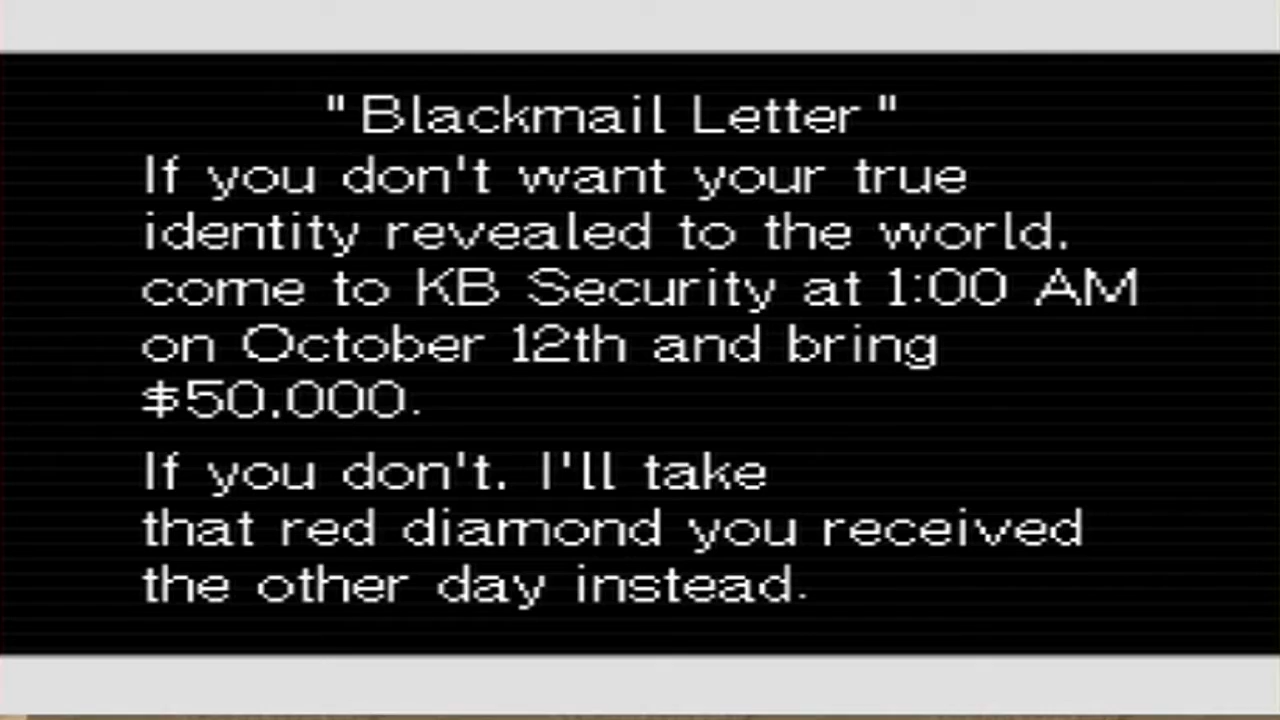 "Blackmail Letter"
If you don't want your true
identity revealed to the world,
come to KB Security at 1:00 AM
on October 12th and bring
$50,000.
If you don't, I'll take
that red diamond you received
the other day instead.